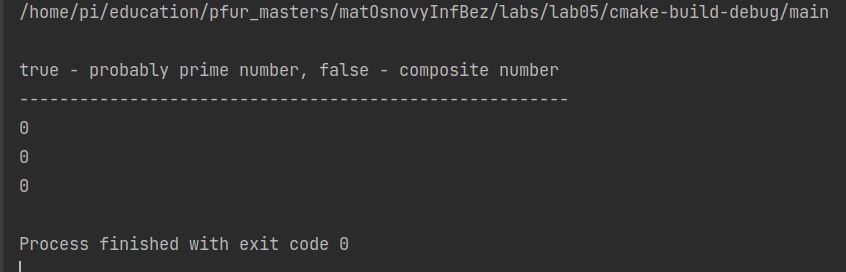 /home/pi/education/pfur_masters/matOsnovyInfBez/labs/lab05/cmake-build-debug/main
true - probably prime number, false - composite number
-------------------------------------------------------
0
0
0
Process finished with exit code 0